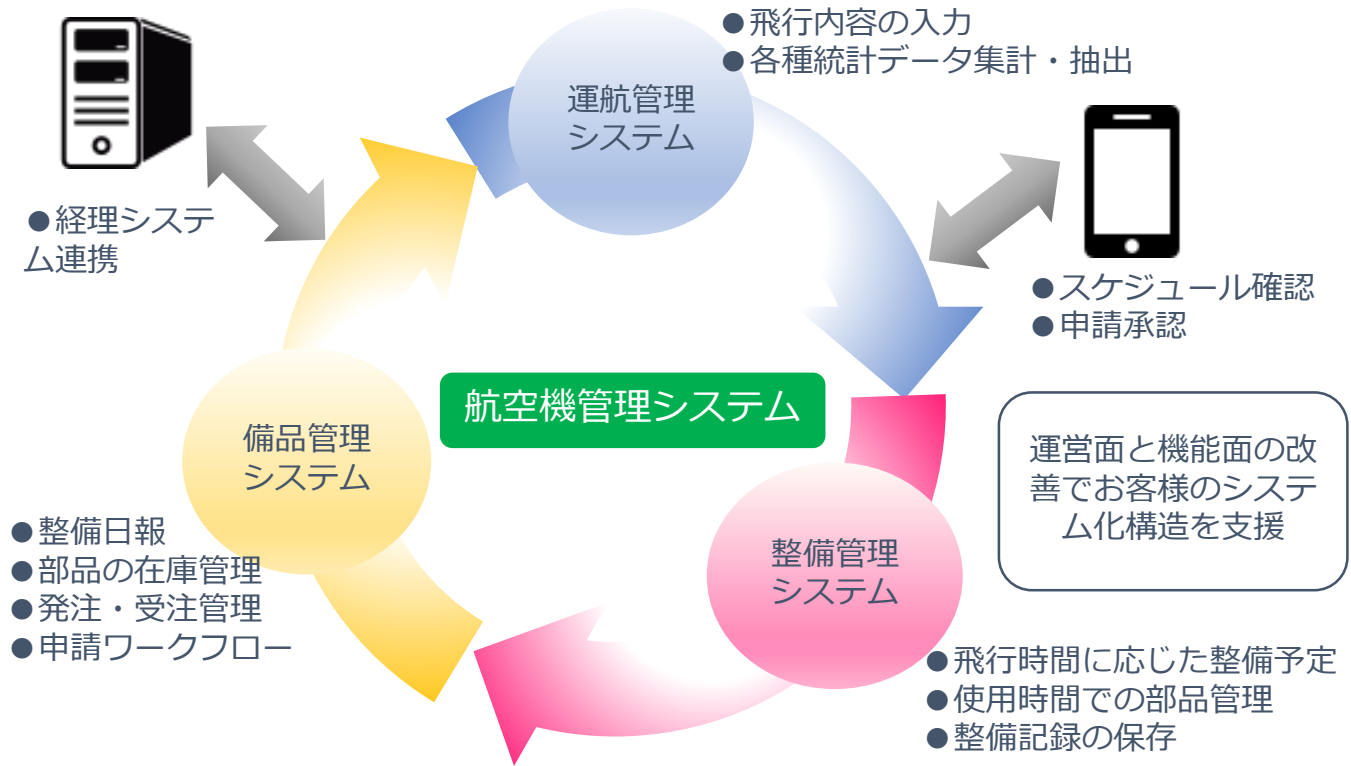 ●飛行内容の入力
●各種統計データ集計・抽出
運航管理
システム
●経理システ
ム連携
●スケジュール確認
●申請承認
航空機管理システム
備品管理
システム
運営面と機能面の改
善でお客様のシステ
ム化構造を支援
●整備日報
●部品の在庫管理
●発注・受注管理
●申請ワークフロー
整備管理
システム
●飛行時間に応じた整備予定
●使用時間での部品管理
●整備記録の保存